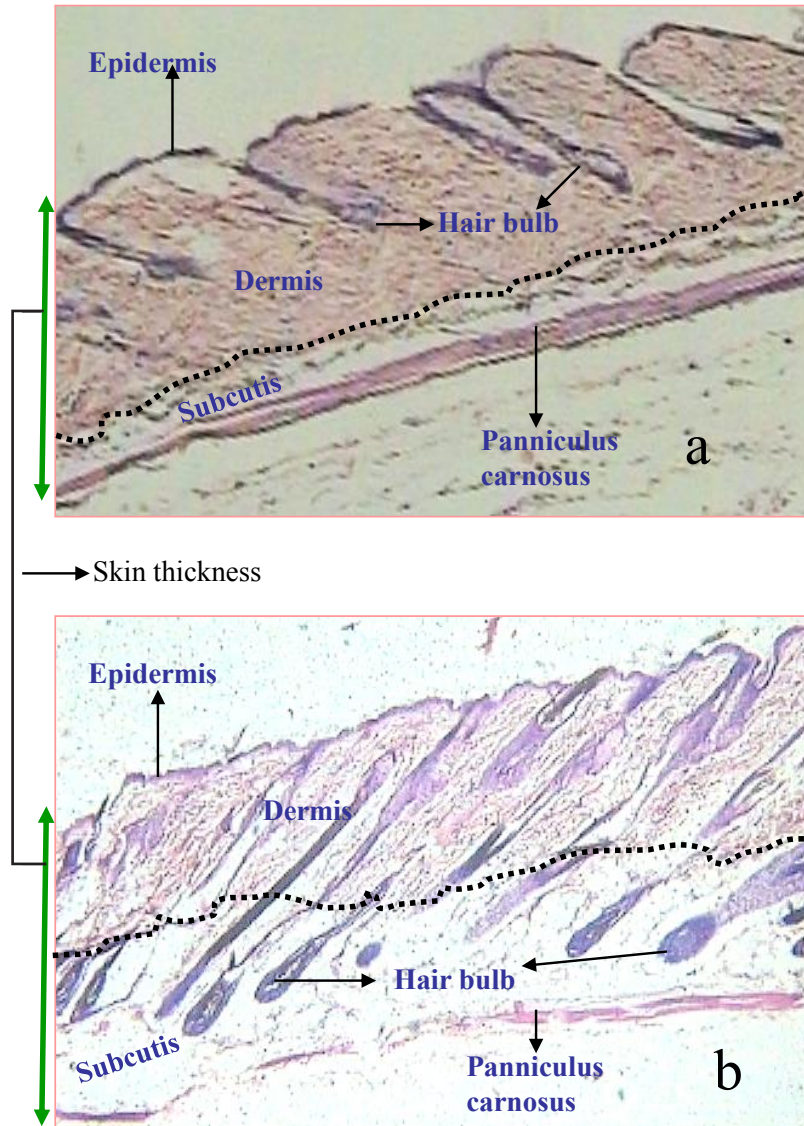 Epidermis
Hair bulb
Dermis
Subcutis
Panniculus
carnosus
a
Skin thickness
Epidermis
Dermis
Hair bulb
Subcutis
Panniculus
carnosus
b